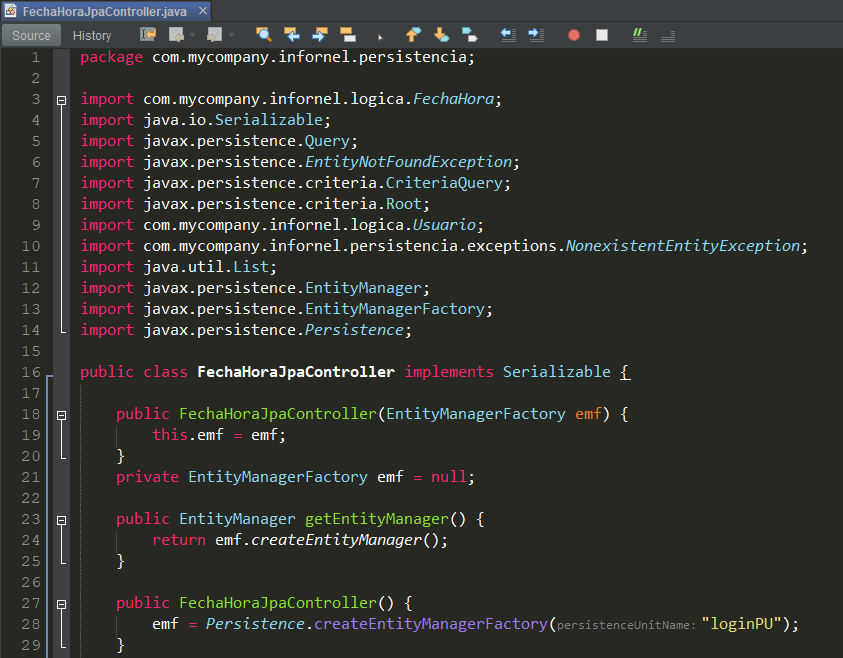 FechaHoraJpaController.java
Source History
1 package com.mycompany.infornel.persistencia;
2
3 import com.mycompany.infornel.logica.FechaHora;
4 import java.io.Serializable;
5 import javax.persistence.Query;
6 import javax.persistence.EntityNotFoundException;
7 import javax.persistence.criteria.CriteriaQuery;
8 import javax.persistence.criteria.Root;
9 import com.mycompany.infornel.logica.Usuario;
10 import com.mycompany.infornel.persistencia.exceptions.NonexistentEntityException;
11 import java.util.List;
12 import javax.persistence.EntityManager;
13 import javax.persistence.EntityManagerFactory;
14 import javax.persistence.Persistence;
15
16 public class FechaHoraJpaController implements Serializable {
17
18     public FechaHoraJpaController(EntityManagerFactory emf) {
19         this.emf = emf;
20     }
21     private EntityManagerFactory emf = null;
22
23     public EntityManager getEntityManager() {
24         return emf.createEntityManager();
25     }
26
27     public FechaHoraJpaController() {
28         emf = Persistence.createEntityManagerFactory(persistenceUnitName: "loginPU");
29     }